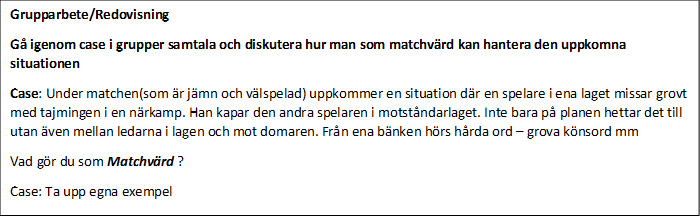 Grupparbete/Redovisning
Gå igenom case i grupper samtala och diskutera hur man som matchvärd kan hantera den uppkomna
situationen
Case: Under matchen(som är jämn och välspelad) uppkommer en situation där en spelare i ena laget missar grovt
med tajmingen i en närkamp. Han kapar den andra spelaren i motståndarlaget. Inte bara på planen hettar det till
utan även mellan ledarna i lagen och mot domaren. Från ena bänken hörs hårda ord – grova könsord mm
Vad gör du som Matchvärd ?
Case: Ta upp egna exempel